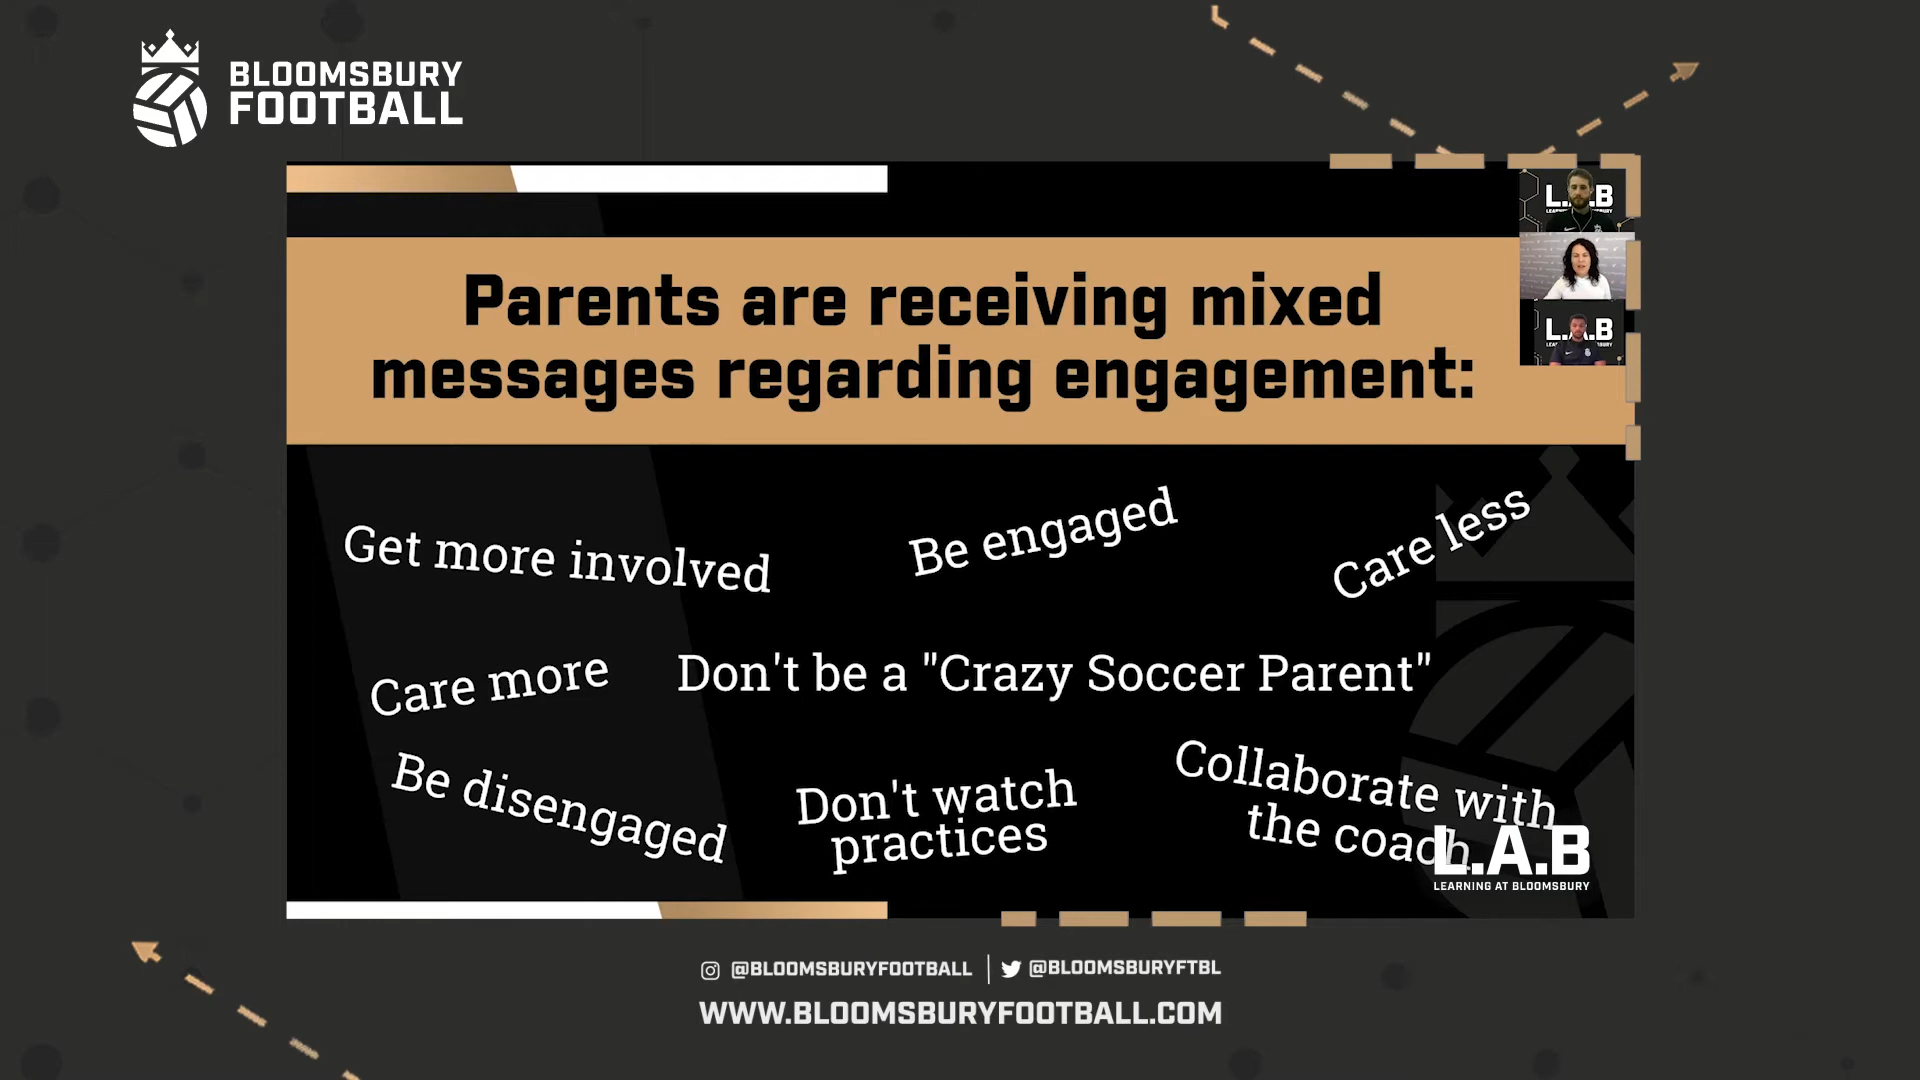 BLOOMSBURY
FOOTBALL
Parents are receiving mixed
messages regarding engagement:
Get more involved
Be engaged
Care less
Care more
Don't be a "Crazy Soccer Parent"
Be disengaged
Don't watch
practices
Collaborate with
the coach
L.A.B
LEARNING AT BLOOMSBURY
@BLOOMSBURYFOOTBALL
@BLOOMSBURYFTBL
WWW.BLOOMSBURYFOOTBALL.COM